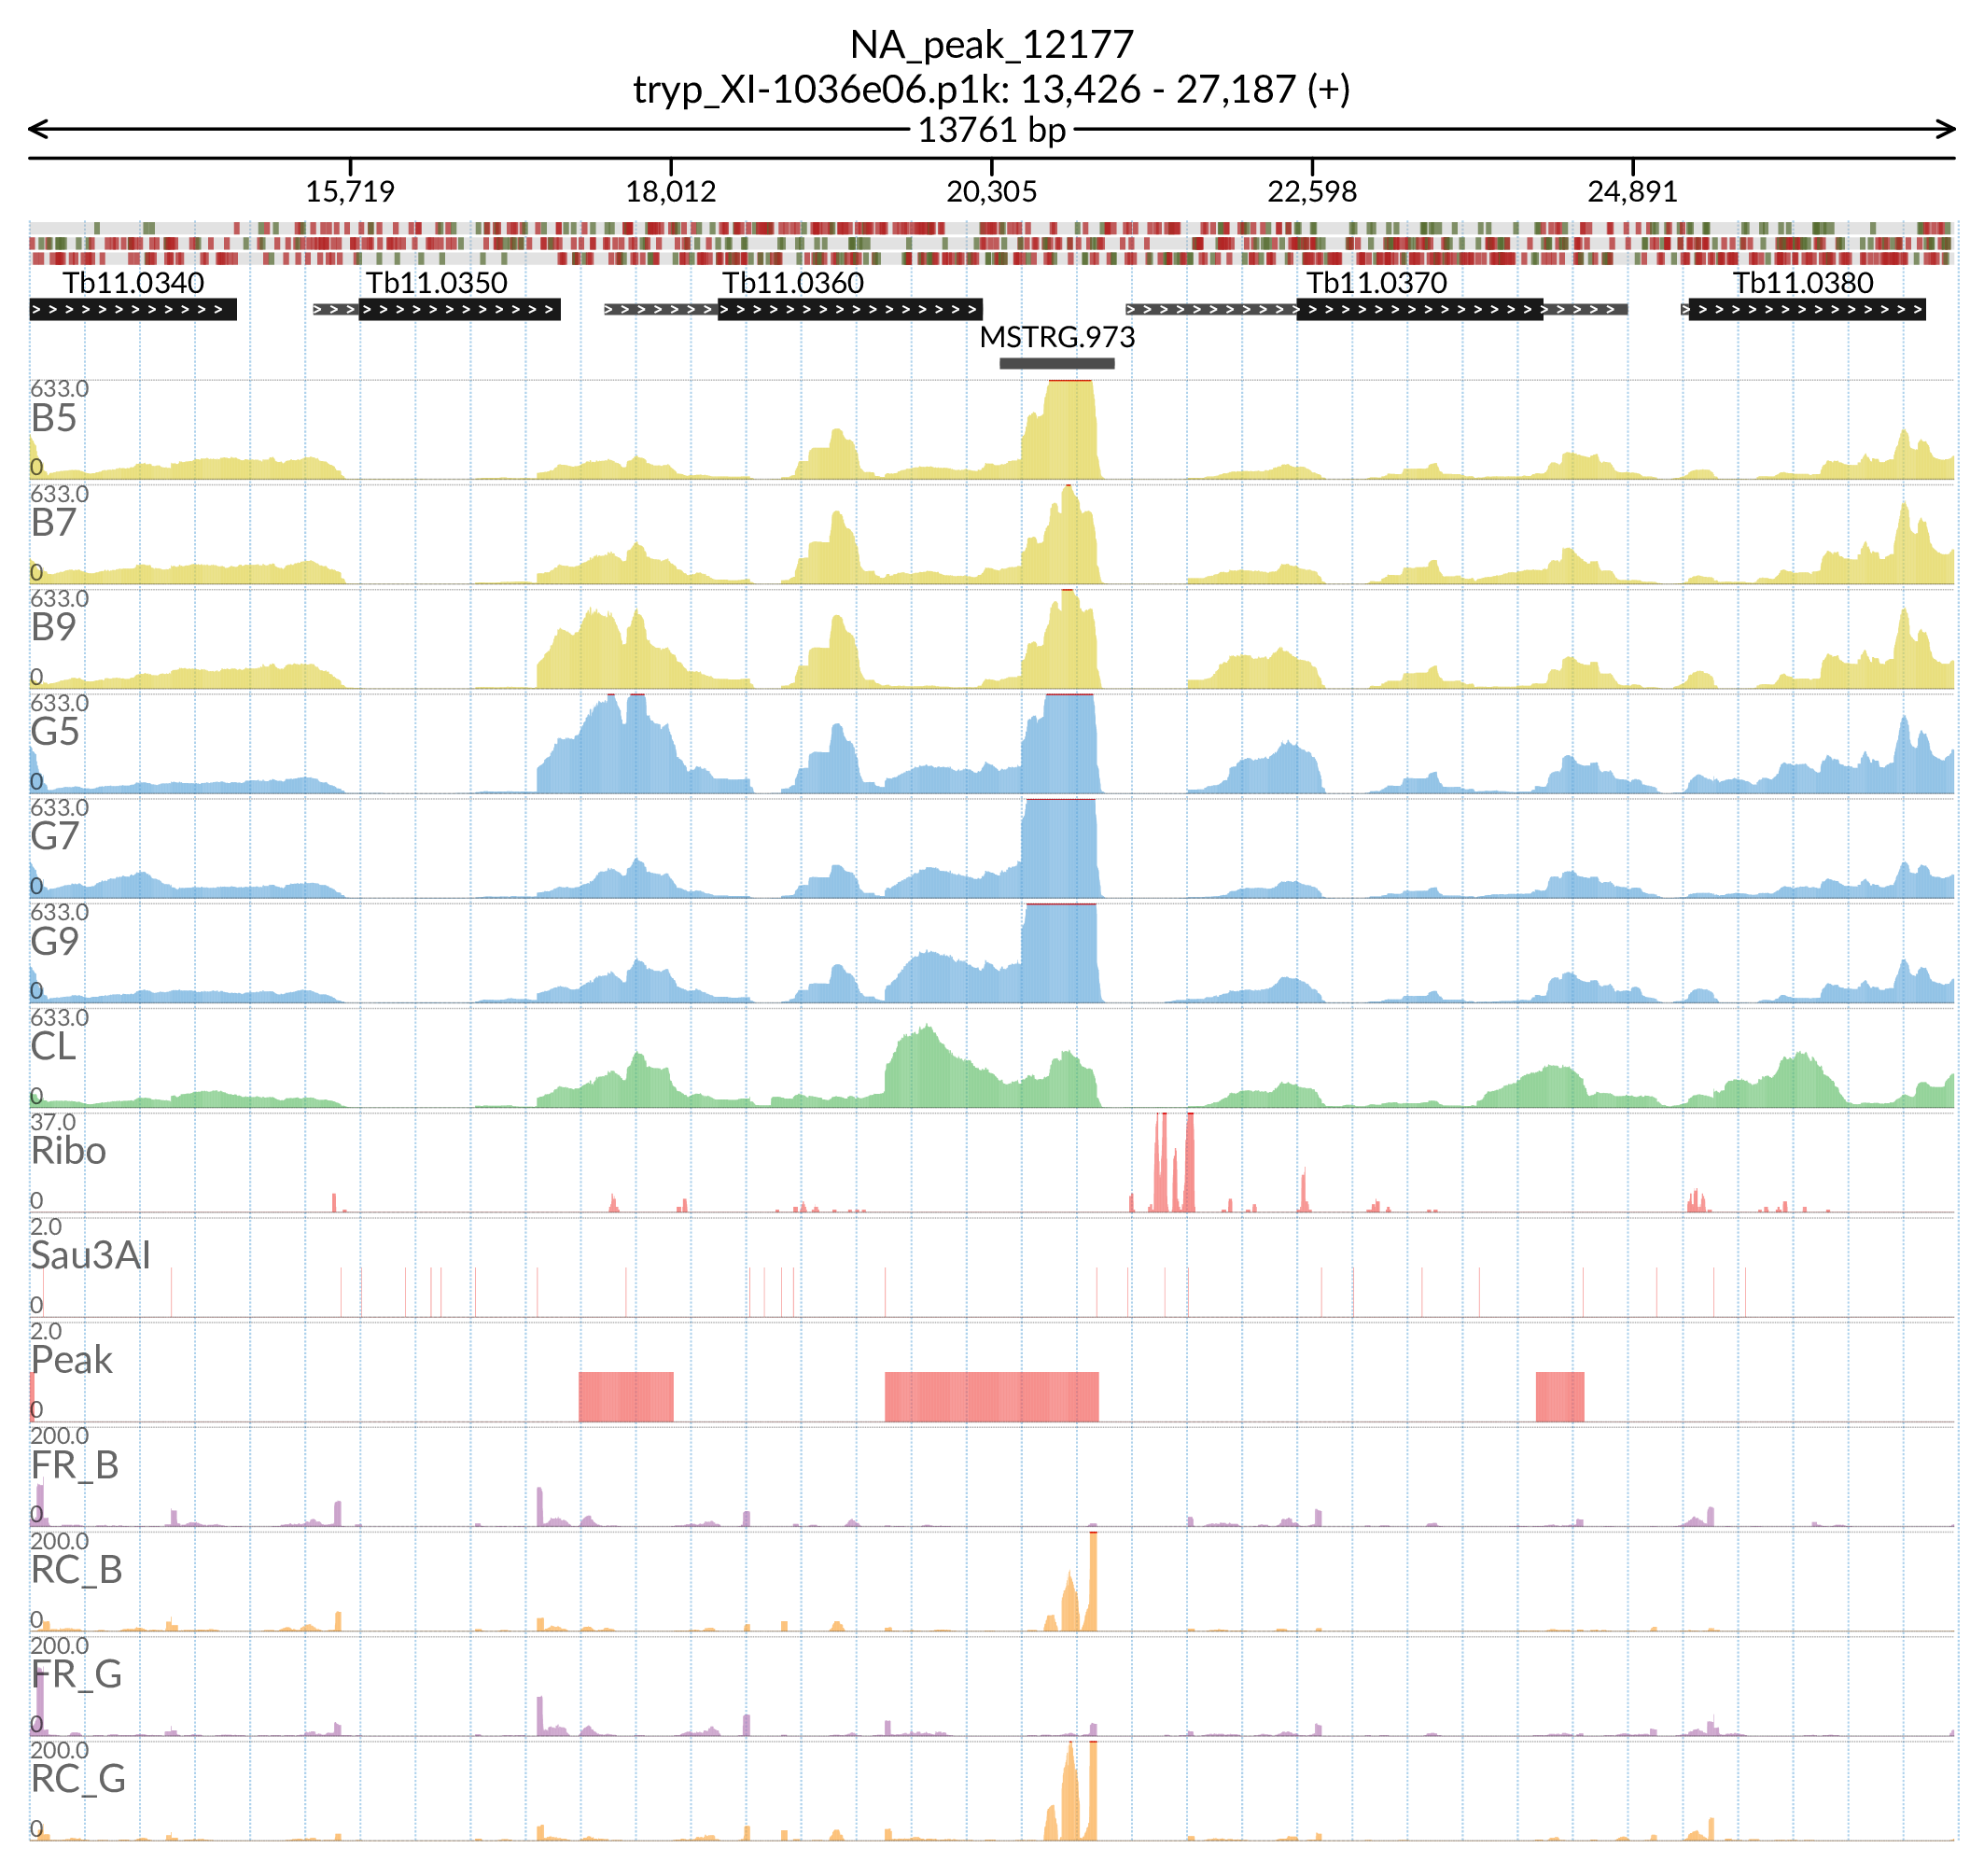 NA_peak_12177
tryp_XI-1036e06.p1k: 13,426 - 27,187 (+)
13761 bp
15,719 18,012 20,305 22,598 24,891
Tb11.0340 Tb11.0350 Tb11.0360 Tb11.0370 Tb11.0380
MSTRG.973
633.0
B5
0
633.0
B7
0
633.0
B9
0
633.0
G5
0
633.0
G7
0
633.0
G9
0
633.0
CL
0
37.0
Ribo
0
2.0
Sau3AI
0
2.0
Peak
0
200.0
FR_B
0
200.0
RC_B
0
200.0
FR_G
0
200.0
RC_G
0